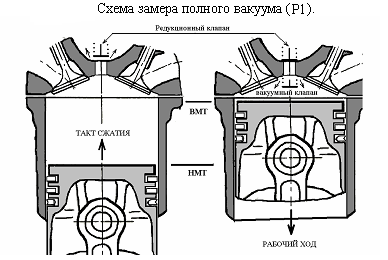 Схема замера полного вакуума (P1).
Редукционный клапан
вакуумный клапан
ВМТ
ТАКТ СЖАТИЯ
НМТ
РАБОЧИЙ ХОД